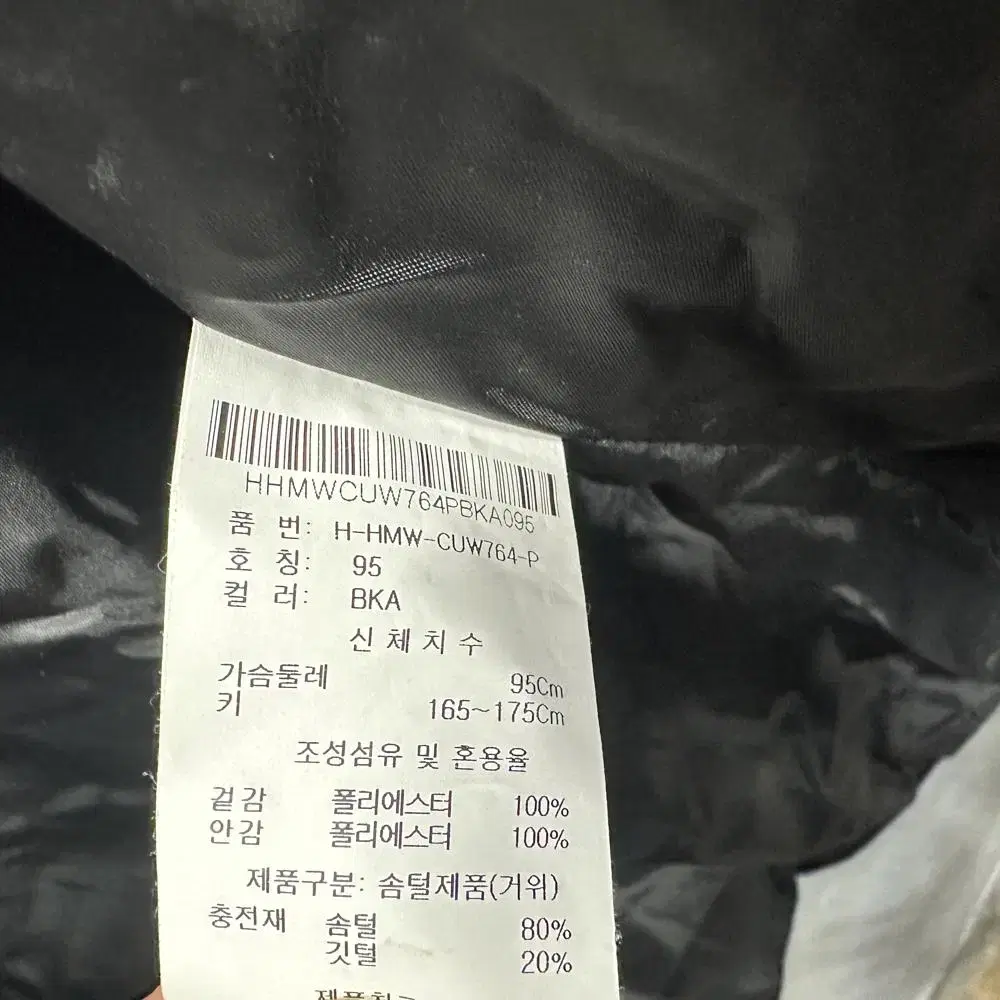 HHMWCUW764PBKA095
품 번: H-HMW-CUW764-P
호 칭: 95
컬 러: BKA
신 체 치 수
가슴둘레 95Cm
키 165~175Cm
조성섬유 및 혼용율
겉감 폴리에스터 100%
안감 폴리에스터 100%
제품구분: 솜털제품(거위)
충전재 솜털 80%
깃털 20%